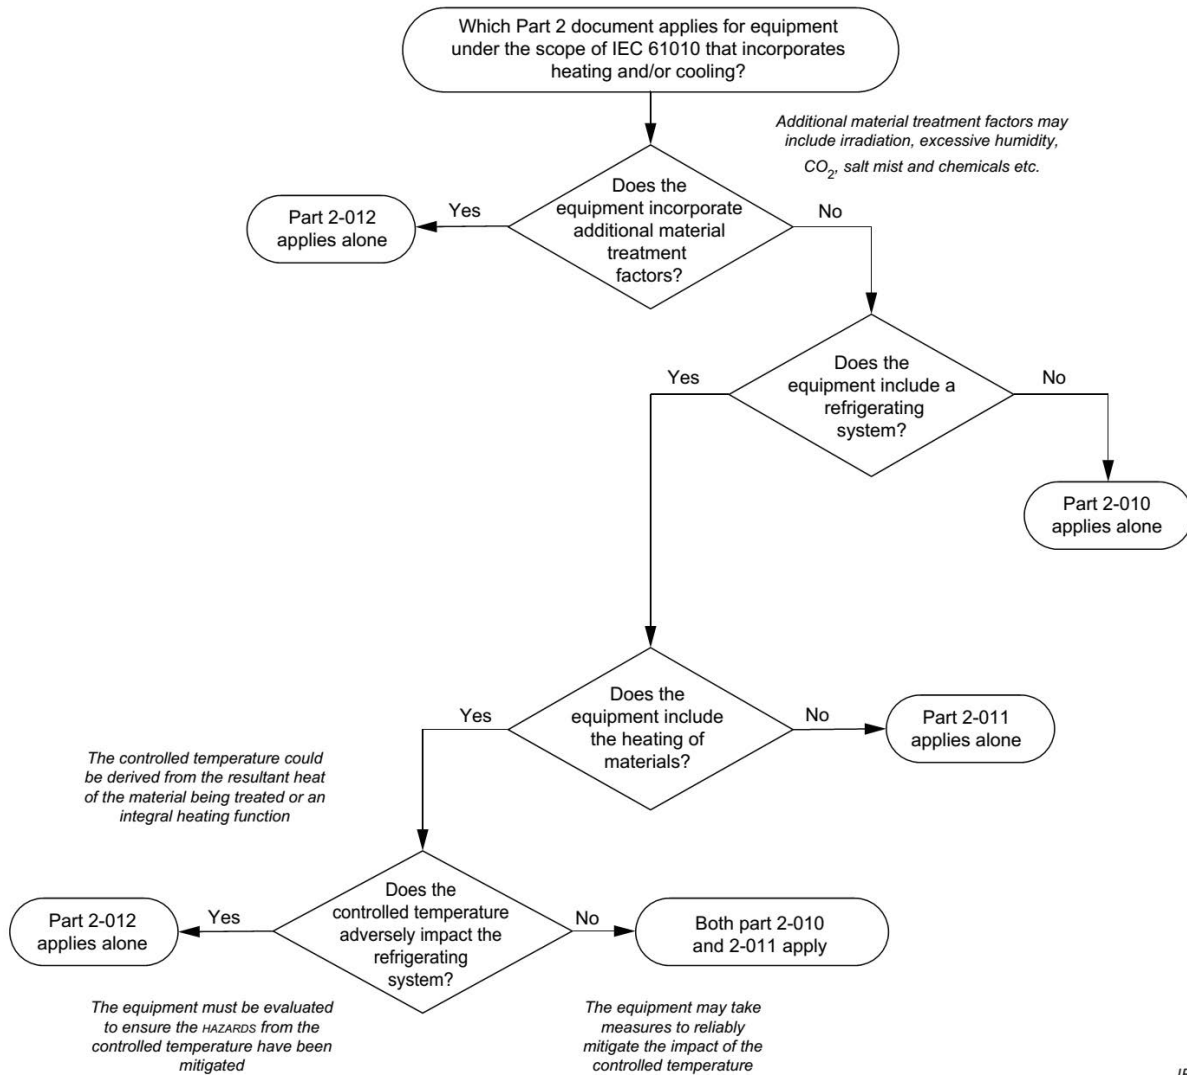 Which Part 2 document applies for equipment
under the scope of IEC 61010 that incorporates
heating and/or cooling?
Additional material treatment factors may
include irradiation, excessive humidity,
CO2, salt mist and chemicals etc.
Does the
equipment incorporate
additional material
treatment
factors?
Yes
No
Part 2-012
applies alone
Does the
equipment include a
refrigerating
system?
Yes
No
Part 2-010
applies alone
Does the
equipment include
the heating of
materials?
Yes
No
Part 2-011
applies alone
The controlled temperature could
be derived from the resultant heat
of the material being treated or an
integral heating function
Does the
controlled temperature
adversely impact the
refrigerating
system?
Yes
No
Part 2-012
applies alone
Both part 2-010
and 2-011 apply
The equipment must be evaluated
to ensure the HAZARDS from the
controlled temperature have been
mitigated
The equipment may take
measures to reliably
mitigate the impact of the
controlled temperature